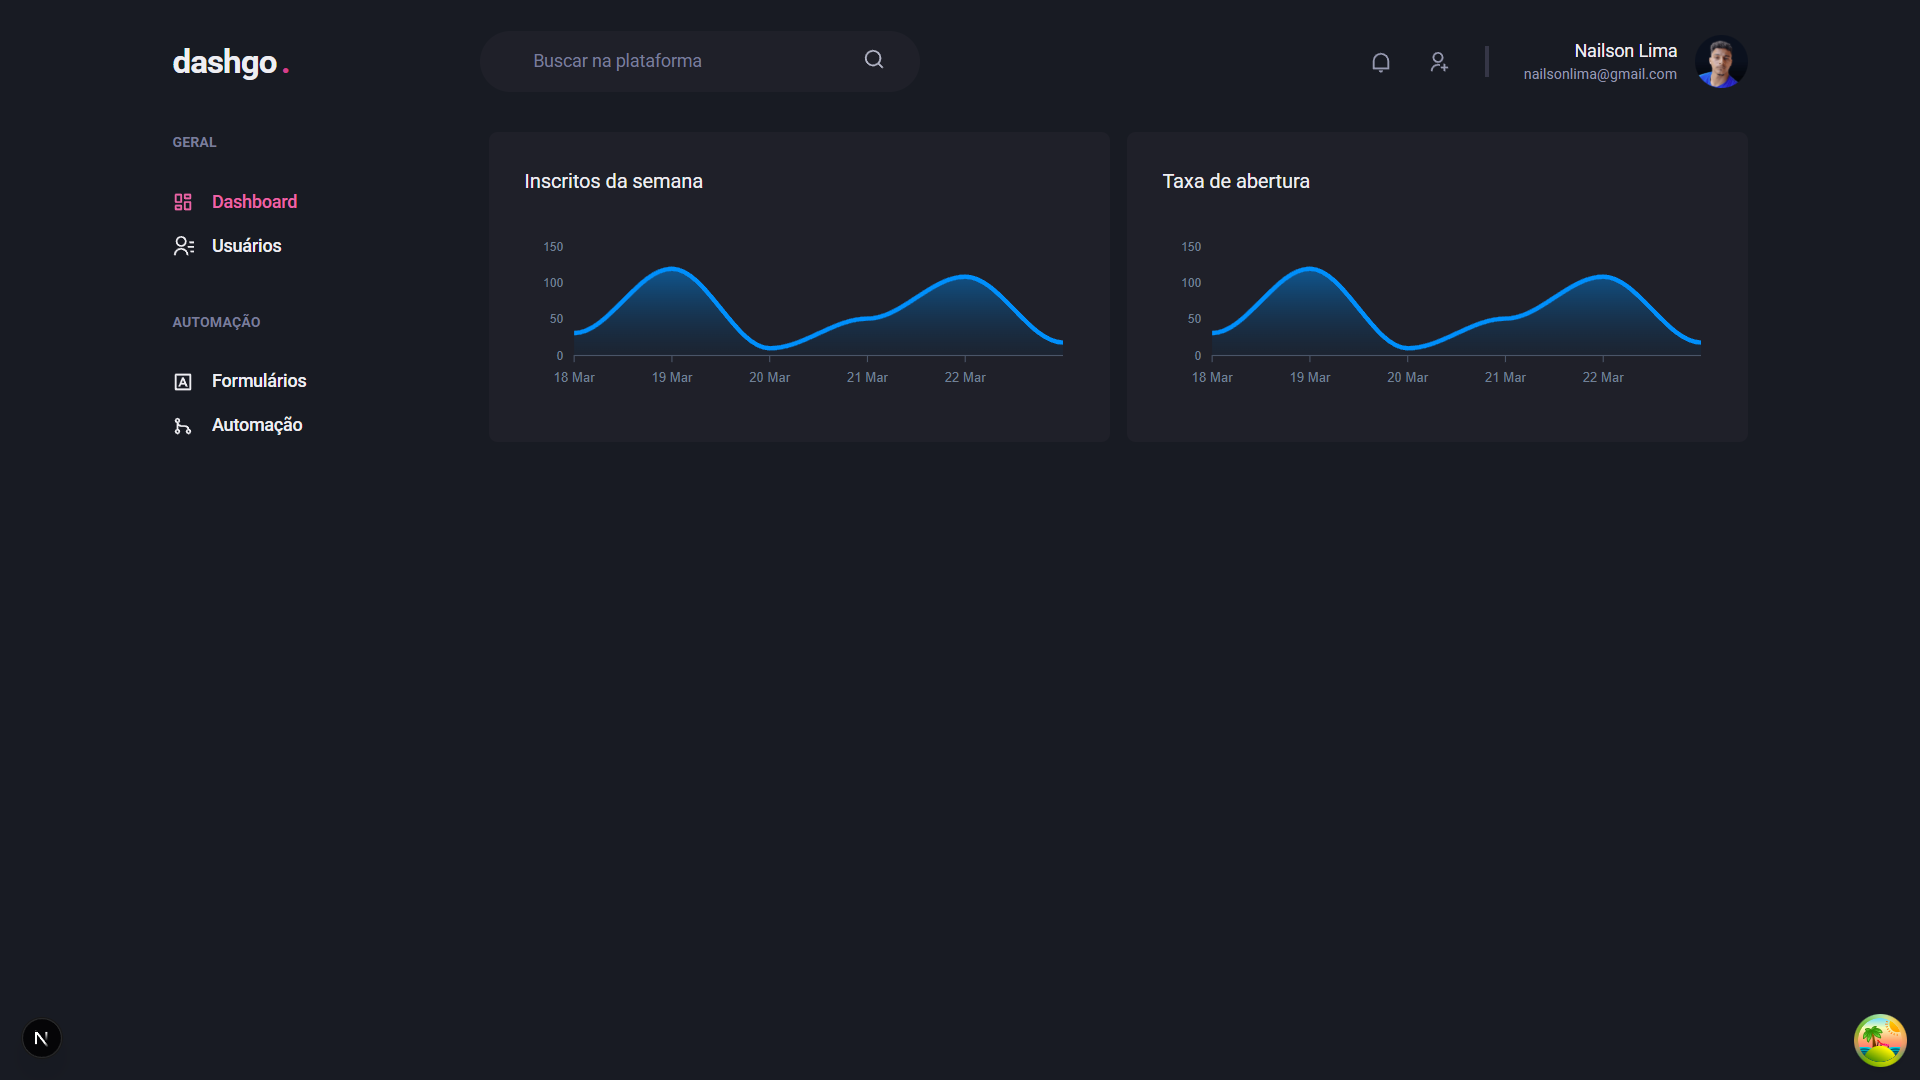 dashgo.
Buscar na plataforma
Nailson Lima
nailsonlima@gmail.com
GERAL
Dashboard
Usuários
AUTOMAÇÃO
Formulários
Automação
Inscritos da semana
150
100
50
0
18 Mar 19 Mar 20 Mar 21 Mar 22 Mar
Taxa de abertura
150
100
50
0
18 Mar 19 Mar 20 Mar 21 Mar 22 Mar
N